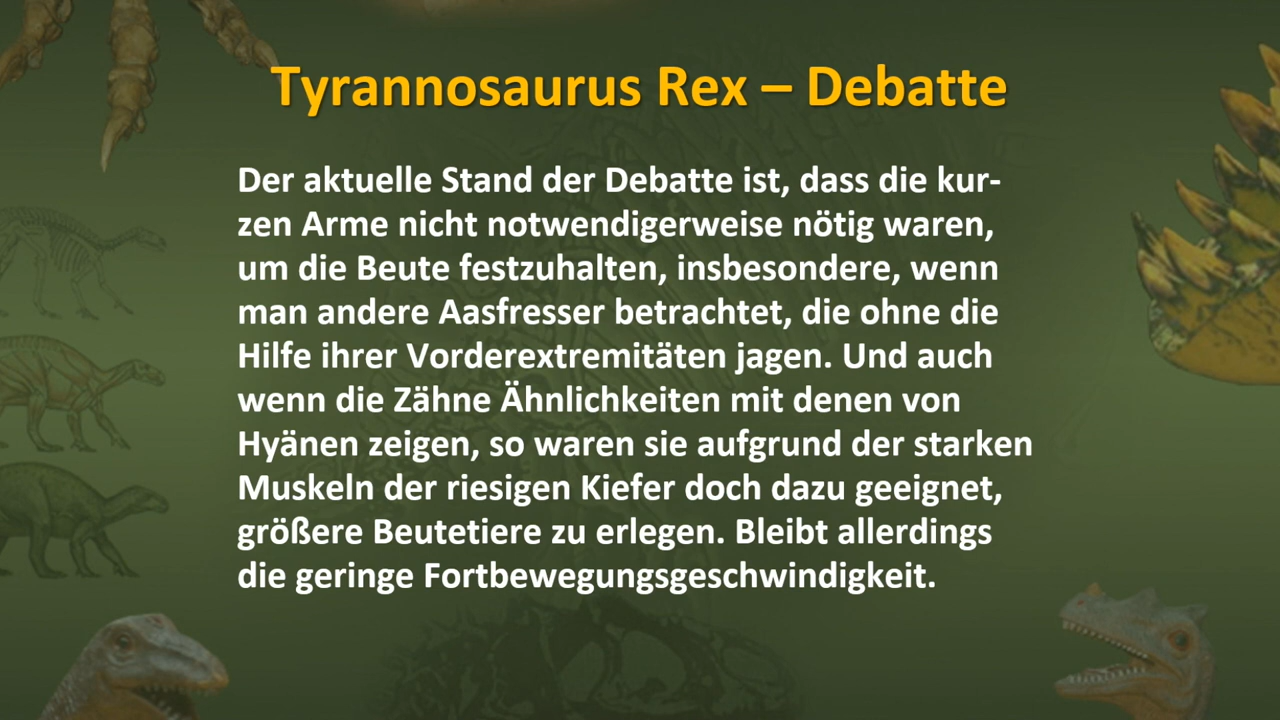 Tyrannosaurus Rex – Debatte
Der aktuelle Stand der Debatte ist, dass die kur-
zen Arme nicht notwendigerweise nötig waren,
um die Beute festzuhalten, insbesondere, wenn
man andere Aasfresser betrachtet, die ohne die
Hilfe ihrer Vorderextremitäten jagen. Und auch
wenn die Zähne Ähnlichkeiten mit denen von
Hyänen zeigen, so waren sie aufgrund der starken
Muskeln der riesigen Kiefer doch dazu geeignet,
größere Beutetiere zu erlegen. Bleibt allerdings
die geringe Fortbewegungsgeschwindigkeit.